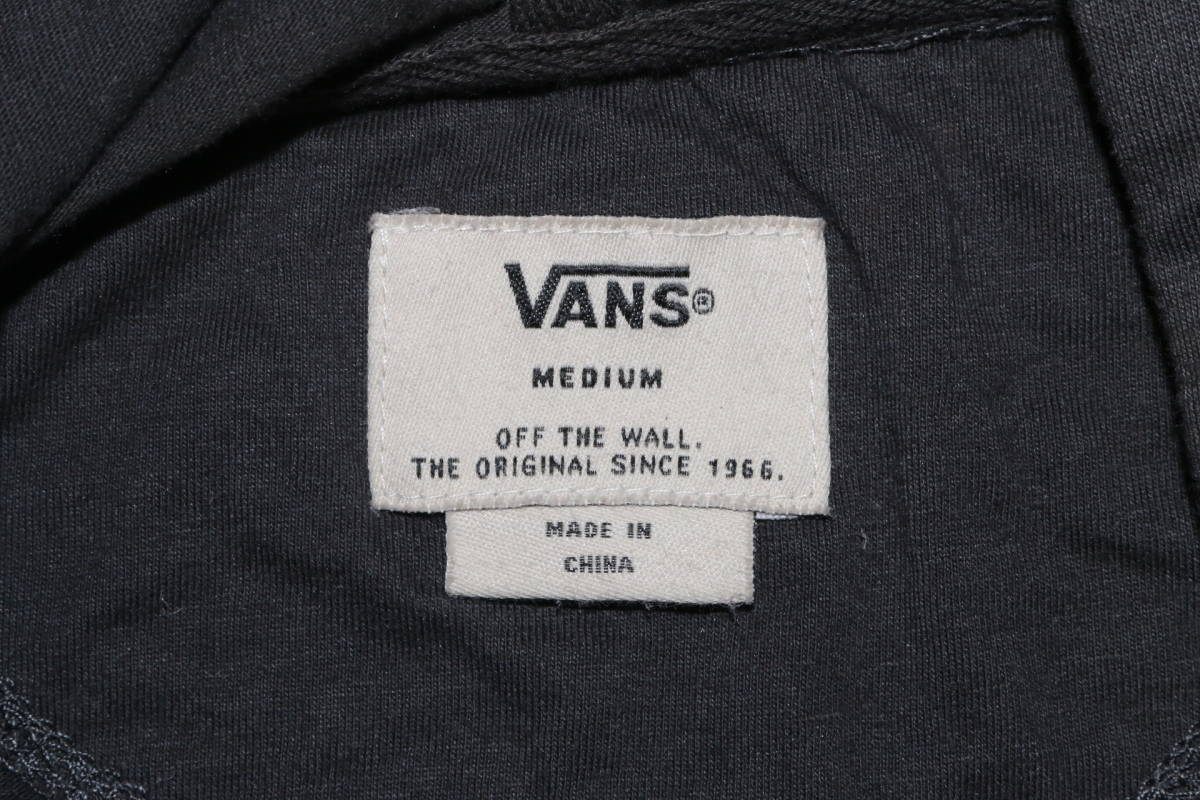 VANS®
MEDIUM
OFF THE WALL.
THE ORIGINAL SINCE 1966.
MADE IN
CHINA